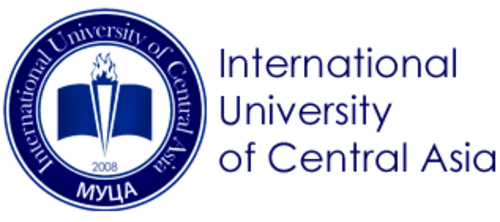 International University of Central Asia
2008
МУЦА
International
University
of Central Asia